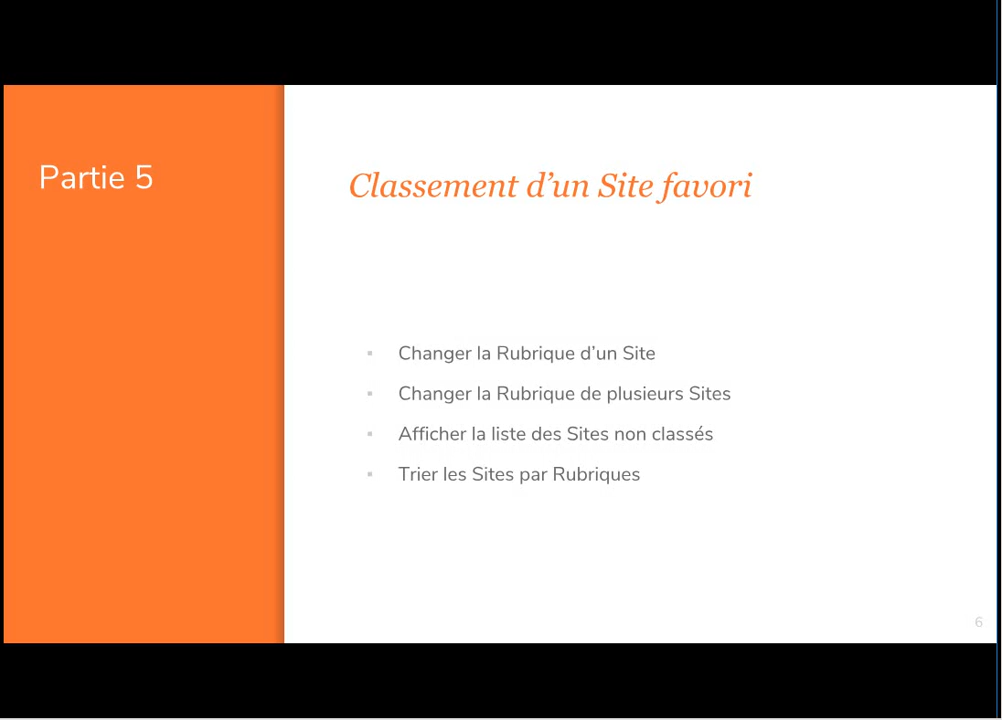 Partie 5
Classement d’un Site favori
▪ Changer la Rubrique d’un Site
▪ Changer la Rubrique de plusieurs Sites
▪ Afficher la liste des Sites non classés
▪ Trier les Sites par Rubriques
6